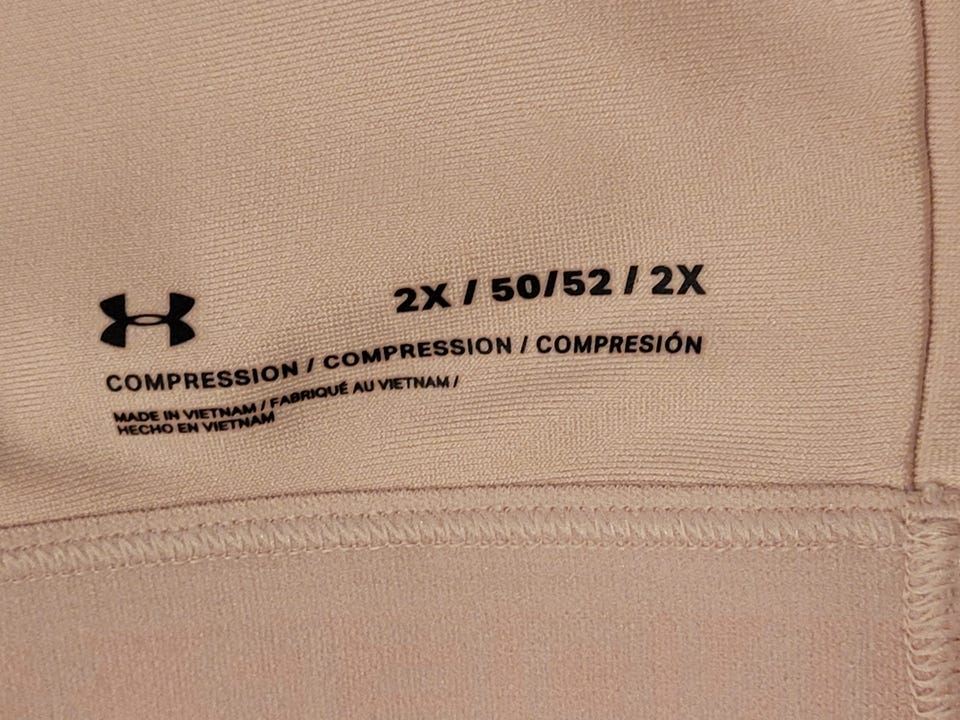 2X / 50/52 / 2X
COMPRESSION / COMPRESSION / COMPRESIÓN
MADE IN VIETNAM / FABRIQUÉ AU VIETNAM /
HECHO EN VIETNAM